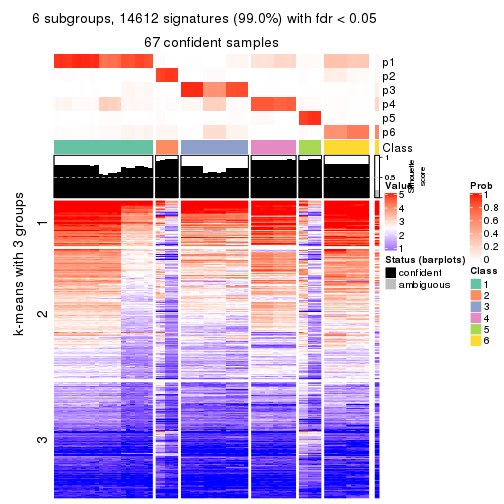 6 subgroups, 14612 signatures (99.0%) with fdr < 0.05
67 confident samples
p1
p2
p3
p4
p5
p6
Class
1
0.5
0
Silhouette
score
k-means with 3 groups
1
2
3
Value
5
4
3
2
1
Status (barplots)
confident
ambiguous
Prob
1
0.8
0.6
0.4
0.2
0
Class
1
2
3
4
5
6